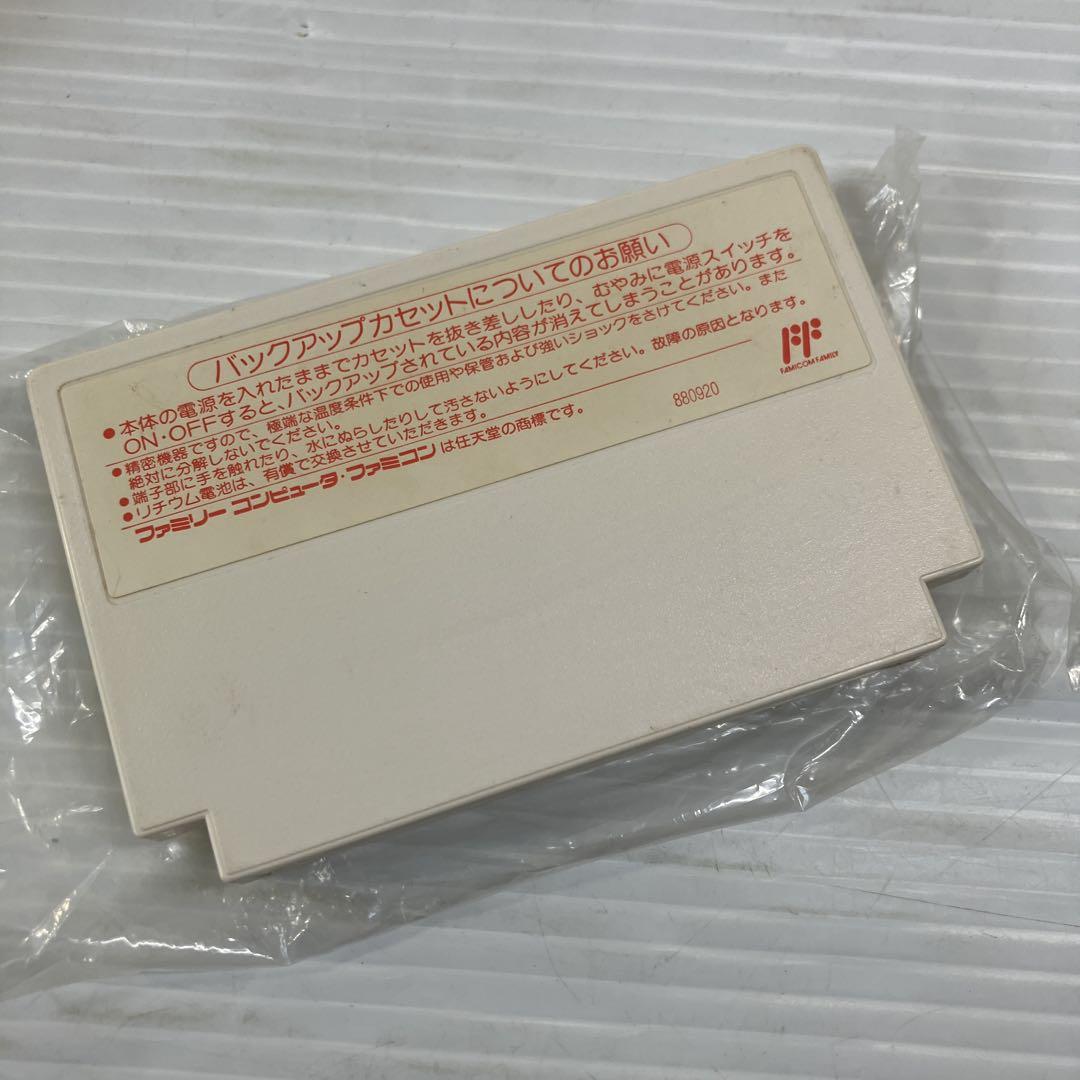 バックアップカセットについてのお願い
●本体の電源を入れたままでカセットを抜き差ししたり、むやみに電源スイッチを
ON・OFFすると、バックアップされている内容が消えてしまうことがあります。
●精密機器ですので、極端な温度条件下での使用や保管および強いショックをさけてください。また
絶対に分解しないでください。
●端子部に手を触れたり、水にぬらしたりして汚さないようにしてください。故障の原因となります。
●リチウム電池は、有償で交換させていただきます。
ファミリーコンピュータ・ファミコンは任天堂の商標です。
880920
FF
FAMICOM FAMILY